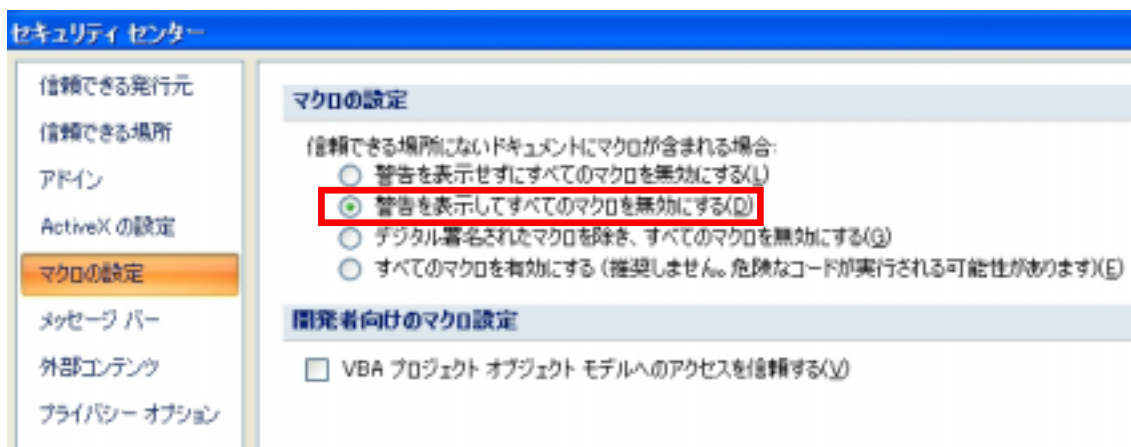 セキュリティ センター
信頼できる発行元
信頼できる場所
アドイン
ActiveX の設定
マクロの設定
メッセージ バー
外部コンテンツ
プライバシー オプション
マクロの設定
信頼できる場所にないドキュメントにマクロが含まれる場合:
警告を表示せずにすべてのマクロを無効にする(L)
警告を表示してすべてのマクロを無効にする(D)
デジタル署名されたマクロを除き、すべてのマクロを無効にする(G)
すべてのマクロを有効にする (推奨しません。危険なコードが実行される可能性があります)(E)
開発者向けのマクロ設定
VBA プロジェクト オブジェクト モデルへのアクセスを信頼する(V)